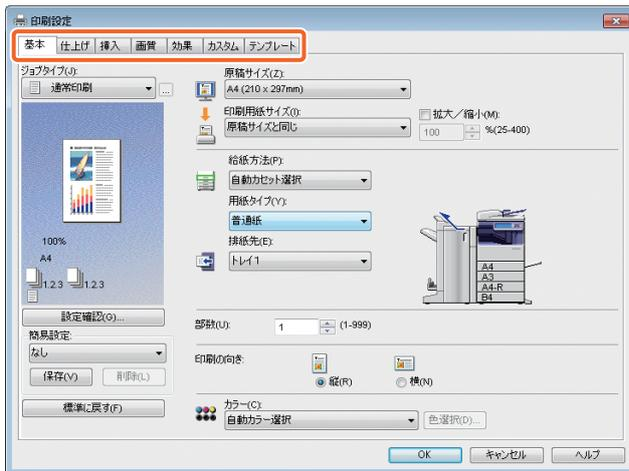 印刷設定
基本 仕上げ 挿入 画質 効果 カスタム テンプレート
ジョブタイプ(J):
通常印刷
...
100%
A4
1.2.3 1.2.3
設定確認(G)...
簡易設定:
なし
保存(V) 削除(L)
標準に戻す(F)
原稿サイズ(Z):
A4 (210 x 297mm)
印刷用紙サイズ(I):
原稿サイズと同じ
拡大/縮小(M):
100 %(25-400)
給紙方法(P):
自動カセット選択
用紙タイプ(Y):
普通紙
排紙先(E):
トレイ1
A4
A3
A4-R
B4
部数(U): 1 (1-999)
印刷の向き:
縦(R) 横(N)
カラー(C):
自動カラー選択 色選択(D)...
OK キャンセル ヘルプ